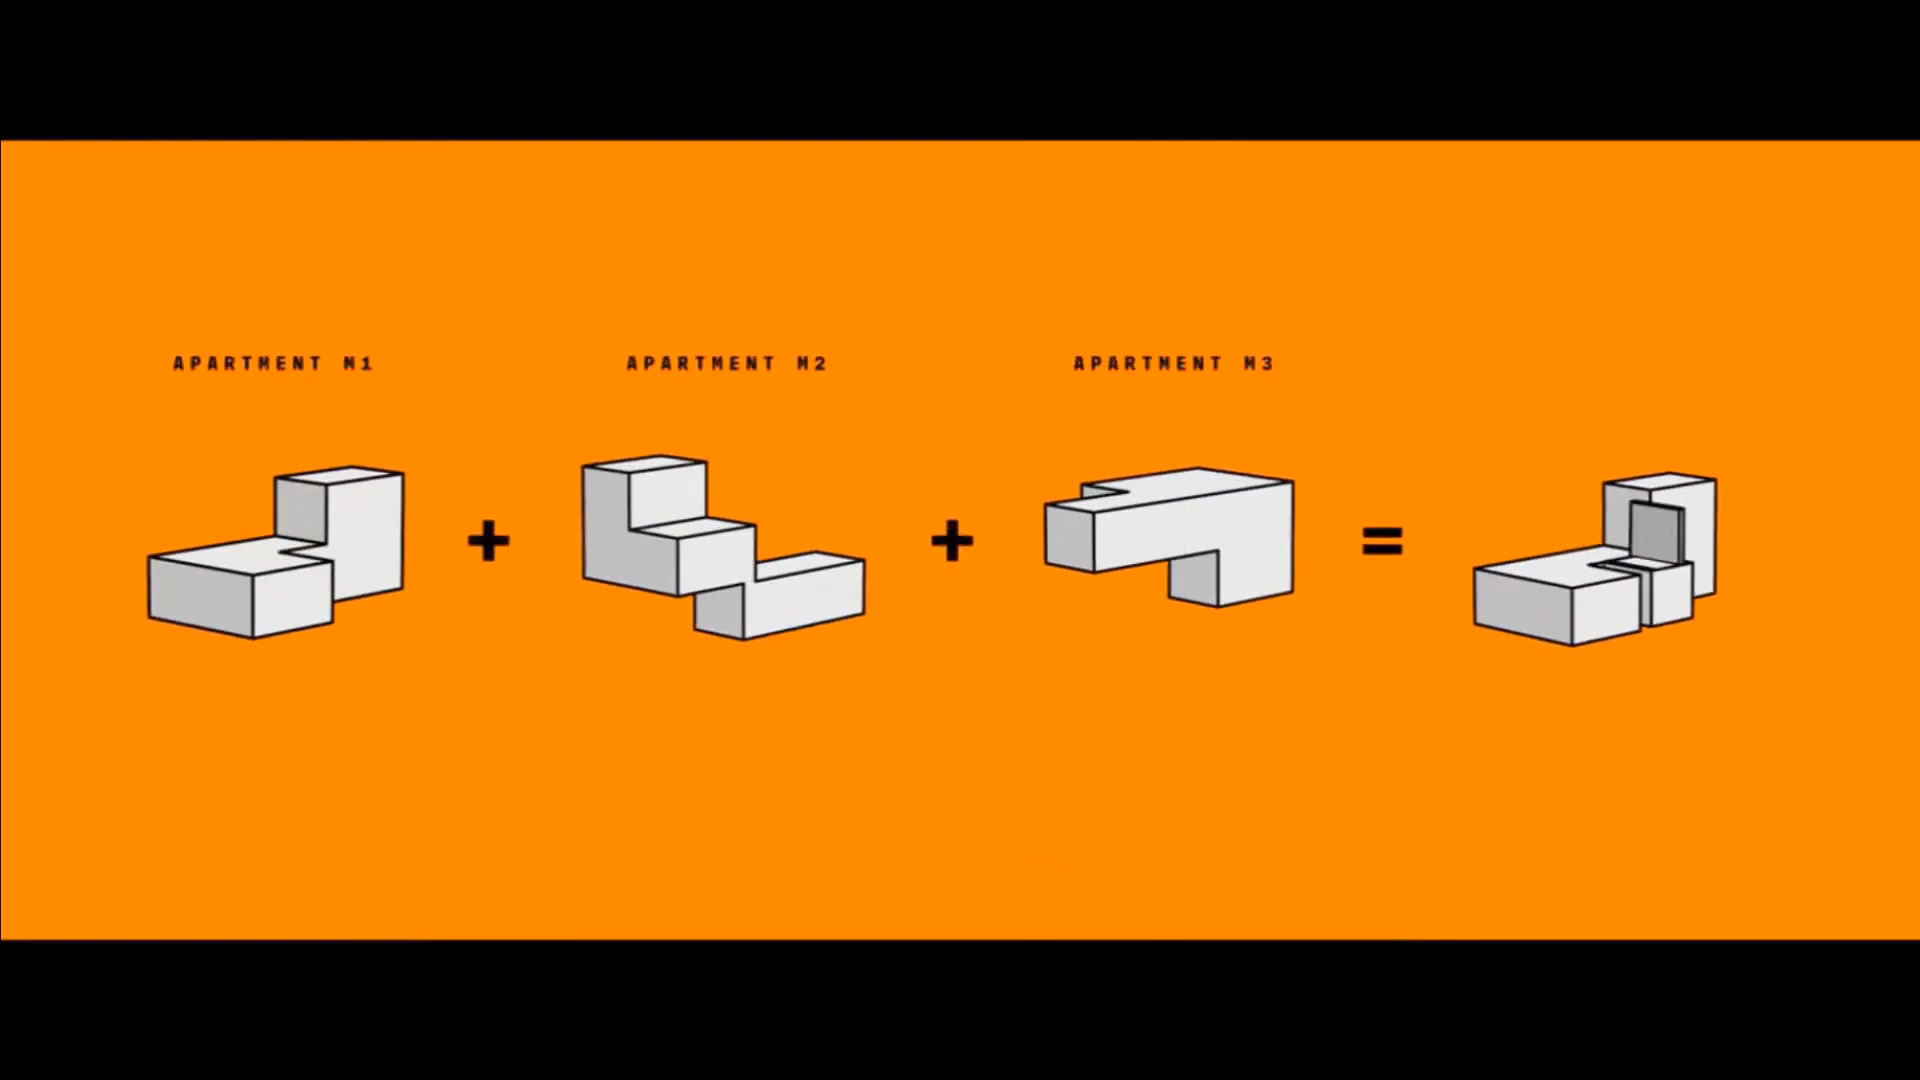 APARTMENT M1
APARTMENT M2
APARTMENT M3
+ + =